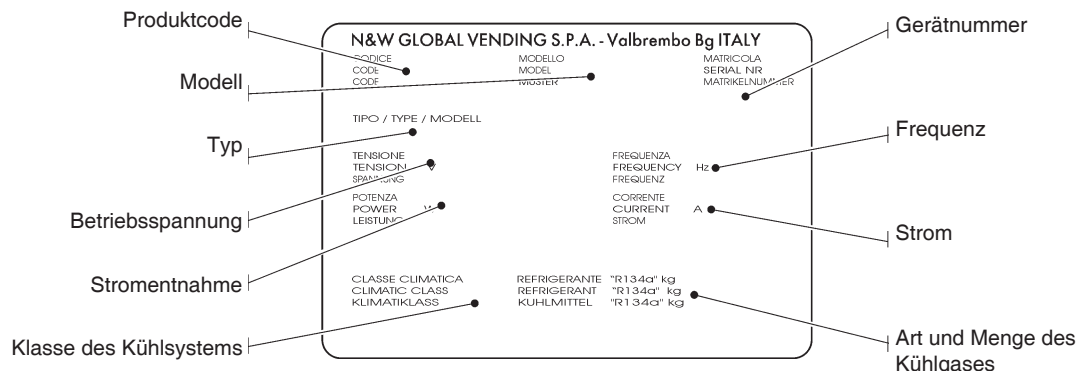 Produktcode
Modell
Typ
Betriebsspannung
Stromentnahme
Klasse des Kühlsystems
N&W GLOBAL VENDING S.P.A. - Valbrembo Bg ITALY
CODICE
CODE
CODE
MODELLO
MODEL
MUSTER
MATRICOLA
SERIAL NR
MATRIKELNUMMER
TIPO / TYPE / MODELL
TENSIONE
TENSION V
SPANNUNG
FREQUENZA
FREQUENCY Hz
FREQUENZ
POTENZA
POWER W
LEISTUNG
CORRENTE
CURRENT A
STROM
CLASSE CLIMATICA
CLIMATIC CLASS
KLIMATIKLASS
REFRIGERANTE "R134a" kg
REFRIGERANT "R134a" kg
KUHLMITTEL "R134a" kg
Gerätnummer
Frequenz
Strom
Art und Menge des
Kühlgases